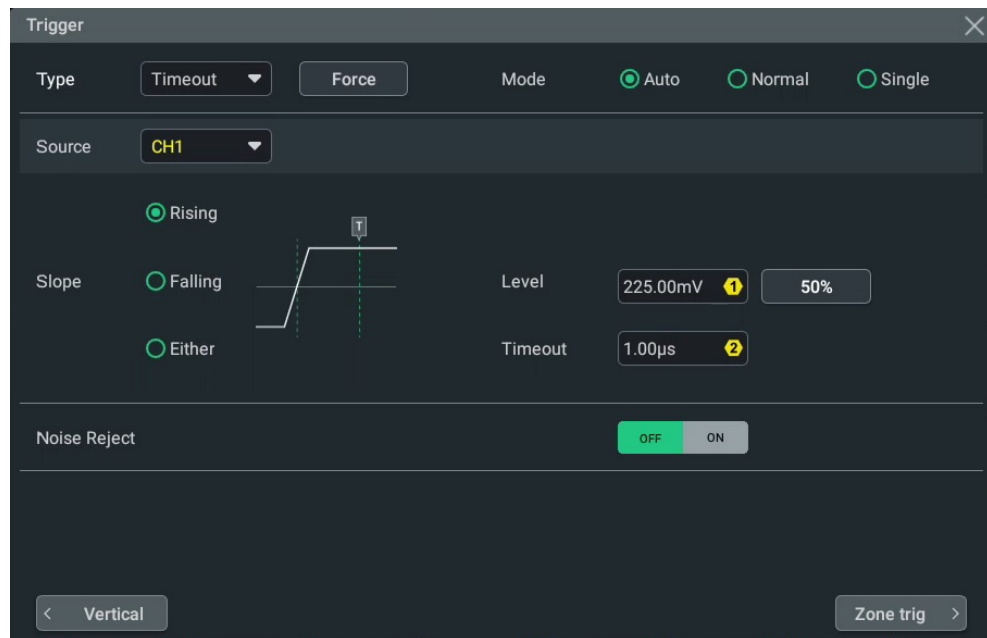 Trigger
Type Timeout Force Mode Auto Normal Single
Source CH1
Rising
T
Slope Falling Level 225.00mV 1 50%
Either Timeout 1.00µs 2
Noise Reject OFF ON
< Vertical Zone trig >